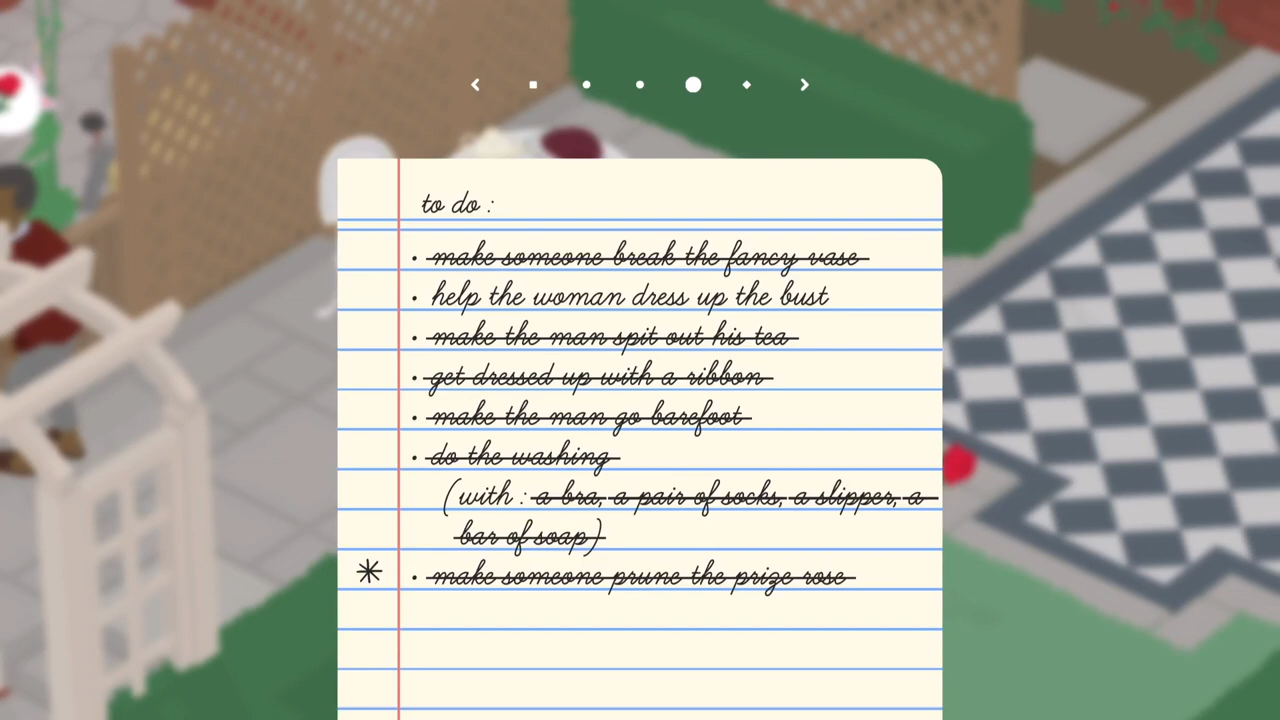 to do :
• make someone break the fancy vase
• help the woman dress up the bust
• make the man spit out his tea
• get dressed up with a ribbon
• make the man go barefoot
• do the washing
(with : a bra, a pair of socks, a slipper, a
bar of soap)
• make someone prune the prize rose